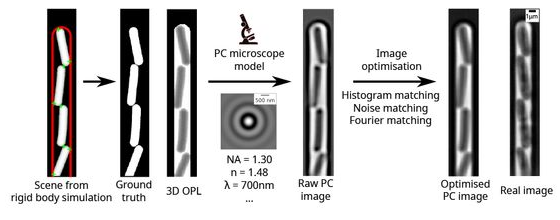 PC microscope
model
500 nm
NA = 1.30
n = 1.48
λ = 700nm
...
Image
optimisation
Histogram matching
Noise matching
Fourier matching
1μm
Scene from
rigid body simulation
Ground
truth
3D OPL
Raw PC
image
Optimised
PC image
Real image